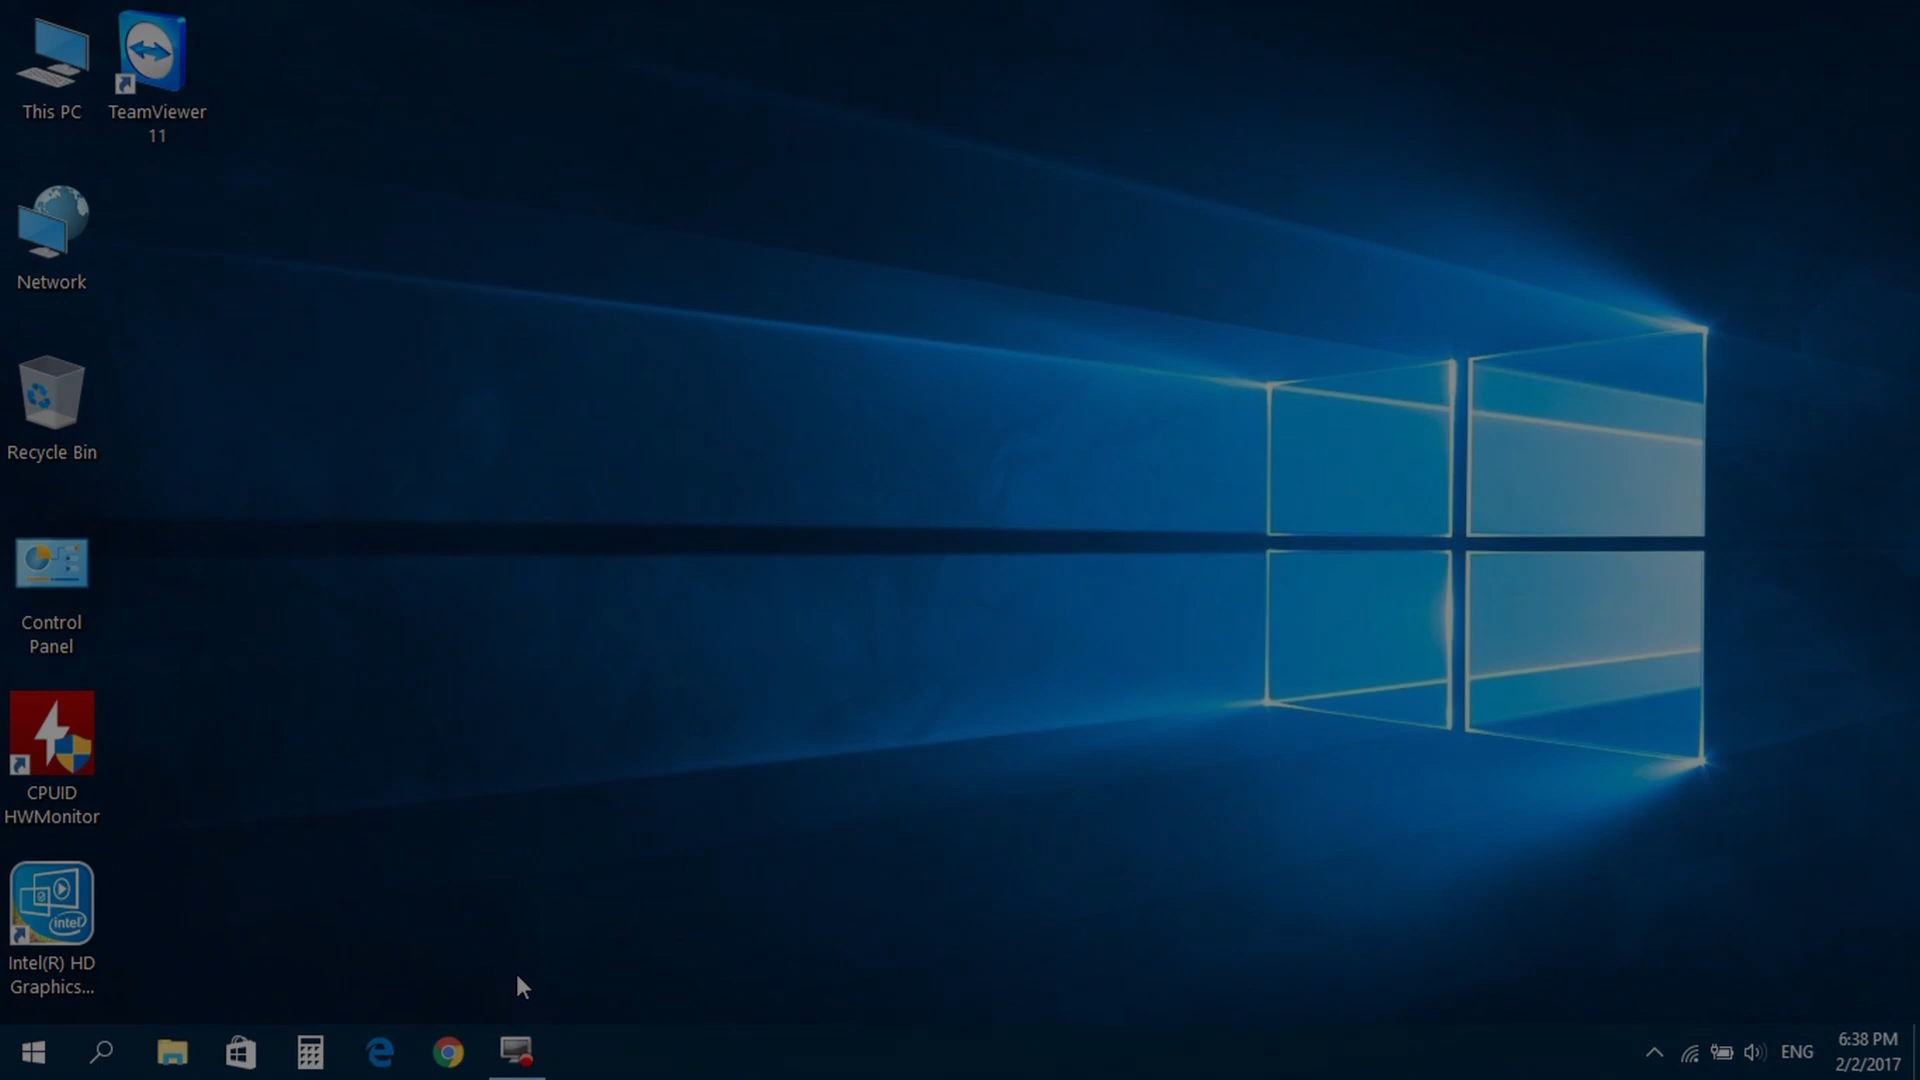 This PC
TeamViewer
11
Network
Recycle Bin
Control
Panel
CPUID
HWMonitor
intel
Intel(R) HD
Graphics...
ENG
6:38 PM
2/2/2017